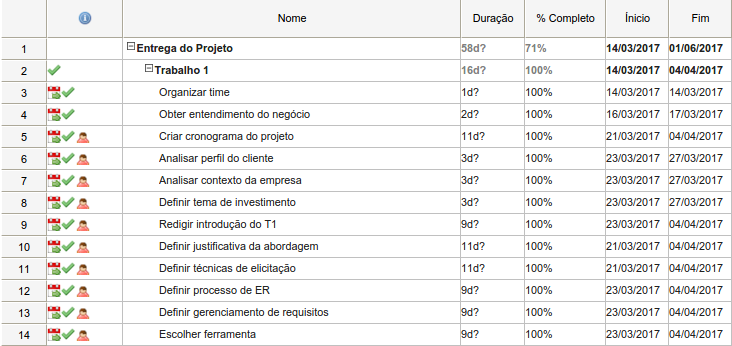 Nome Duração % Completo Ínicio Fim
1 Entrega do Projeto 58d? 71% 14/03/2017 01/06/2017
2 Trabalho 1 16d? 100% 14/03/2017 04/04/2017
3 Organizar time 1d? 100% 14/03/2017 14/03/2017
4 Obter entendimento do negócio 2d? 100% 16/03/2017 17/03/2017
5 Criar cronograma do projeto 11d? 100% 21/03/2017 04/04/2017
6 Analisar perfil do cliente 3d? 100% 23/03/2017 27/03/2017
7 Analisar contexto da empresa 3d? 100% 23/03/2017 27/03/2017
8 Definir tema de investimento 3d? 100% 23/03/2017 27/03/2017
9 Redigir introdução do T1 9d? 100% 23/03/2017 04/04/2017
10 Definir justificativa da abordagem 11d? 100% 21/03/2017 04/04/2017
11 Definir técnicas de elicitação 11d? 100% 21/03/2017 04/04/2017
12 Definir processo de ER 9d? 100% 23/03/2017 04/04/2017
13 Definir gerenciamento de requisitos 9d? 100% 23/03/2017 04/04/2017
14 Escolher ferramenta 9d? 100% 23/03/2017 04/04/2017